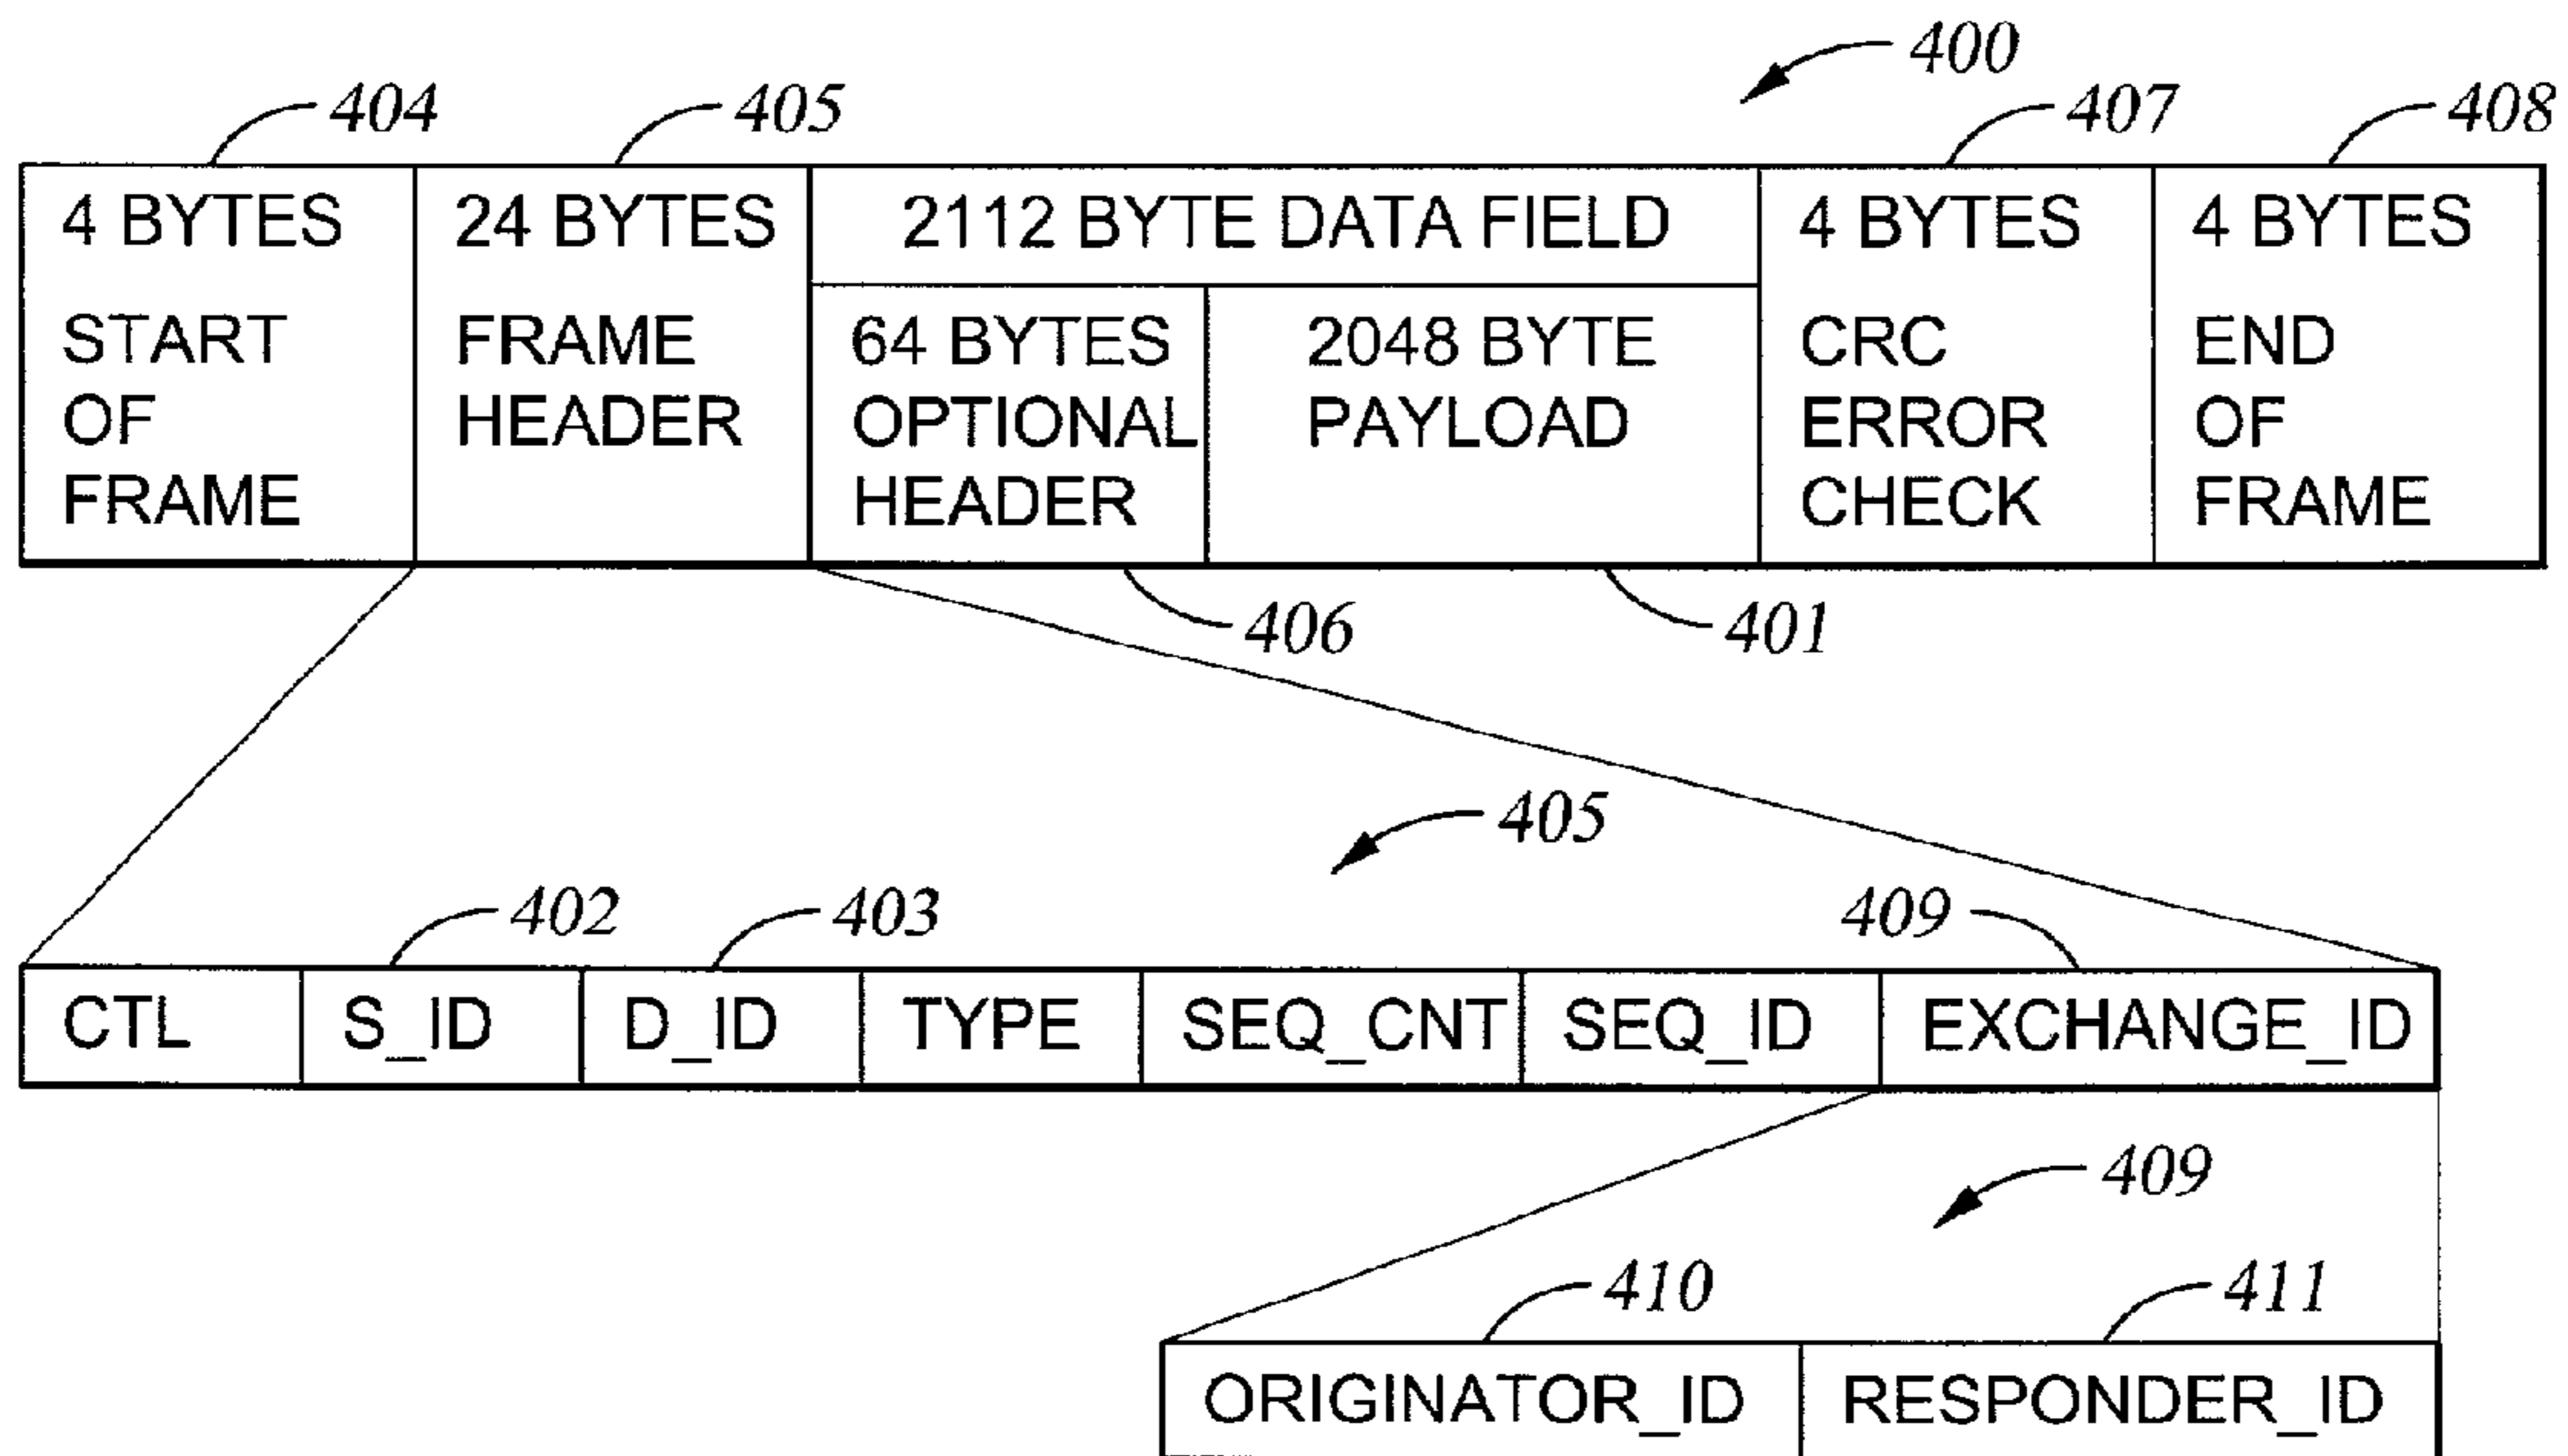 400
404
405
407
408
4 BYTES
START
OF
FRAME
24 BYTES
FRAME
HEADER
2112 BYTE DATA FIELD
64 BYTES
OPTIONAL
HEADER
2048 BYTE
PAYLOAD
4 BYTES
CRC
ERROR
CHECK
4 BYTES
END
OF
FRAME
406
401
405
402
403
409
CTL
S_ID
D_ID
TYPE
SEQ_CNT
SEQ_ID
EXCHANGE_ID
409
410
411
ORIGINATOR_ID
RESPONDER_ID